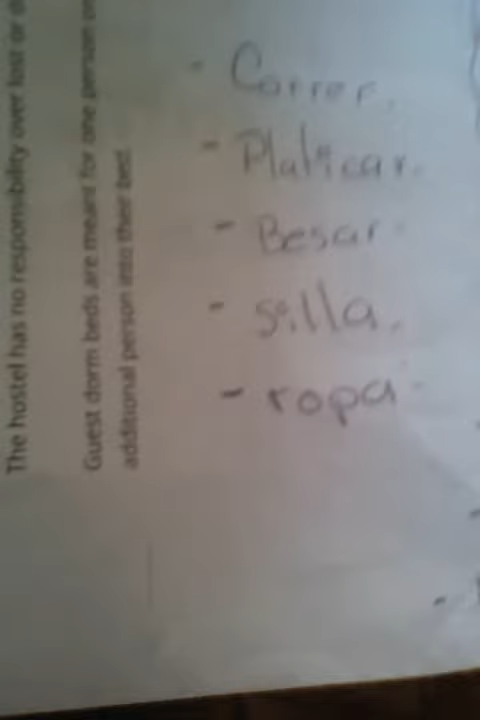 The hostel has no responsibility over lost or
Guest dorm beds are meant for one person
additional person into their bed.
- Correr.
- Platicar.
- Besar.
- silla.
- ropa-